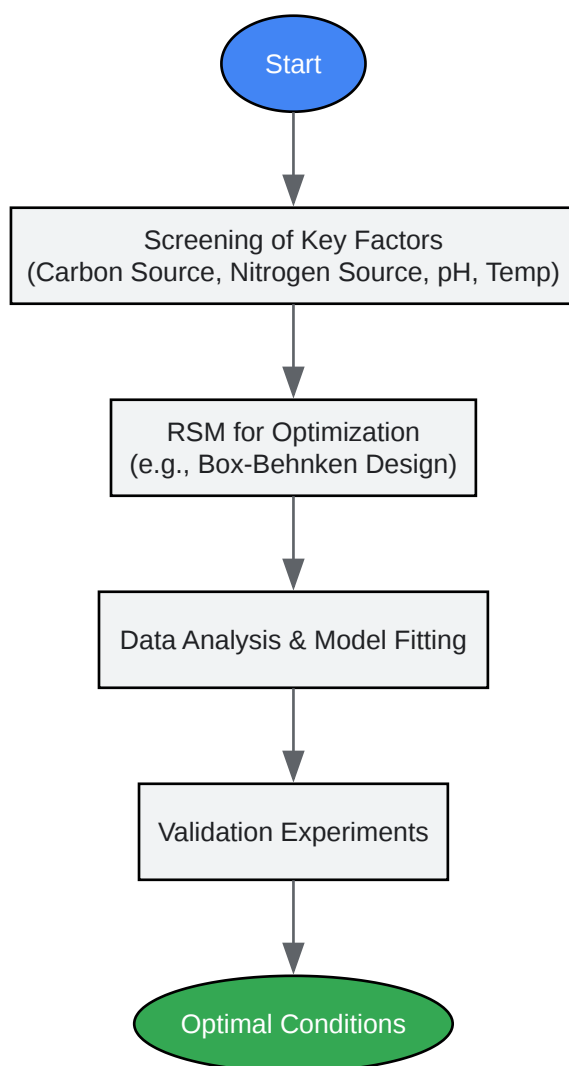 Start
Screening of Key Factors
(Carbon Source, Nitrogen Source, pH, Temp)
RSM for Optimization
(e.g., Box-Behnken Design)
Data Analysis & Model Fitting
Validation Experiments
Optimal Conditions